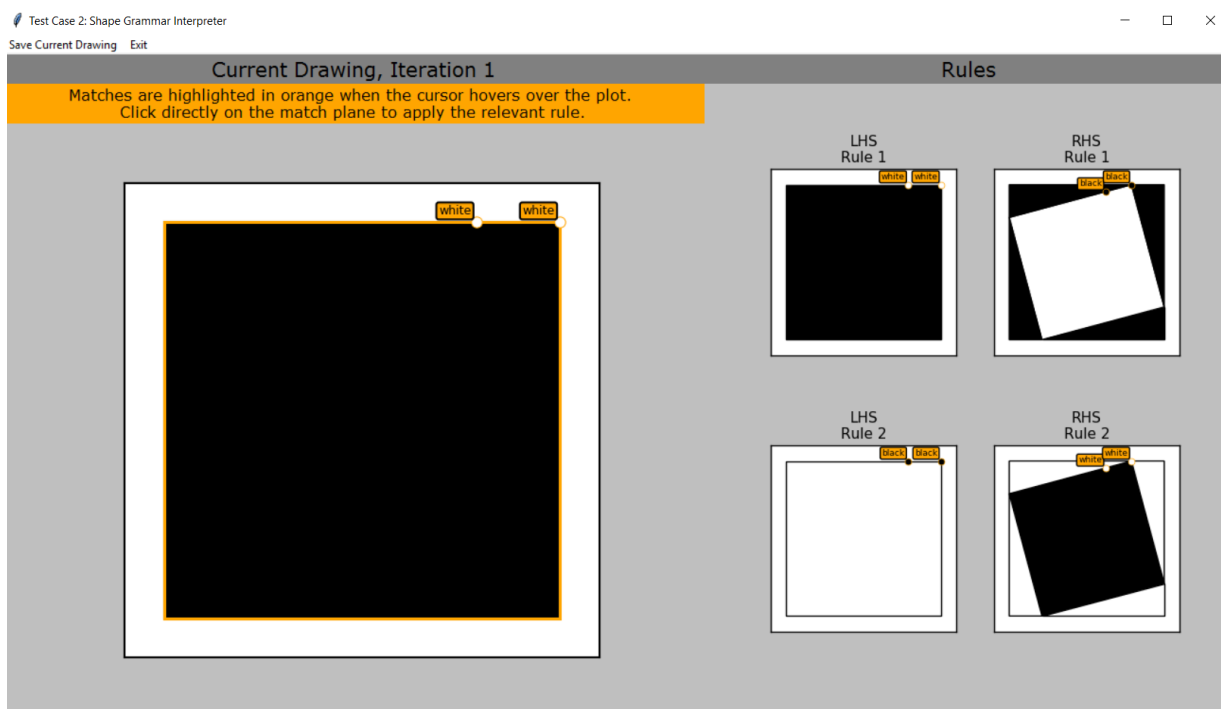 Test Case 2: Shape Grammar Interpreter
Save Current Drawing Exit
Current Drawing, Iteration 1
Rules
Matches are highlighted in orange when the cursor hovers over the plot.
Click directly on the match plane to apply the relevant rule.
white white
LHS
Rule 1
white white
RHS
Rule 1
black black
LHS
Rule 2
black black
RHS
Rule 2
white white